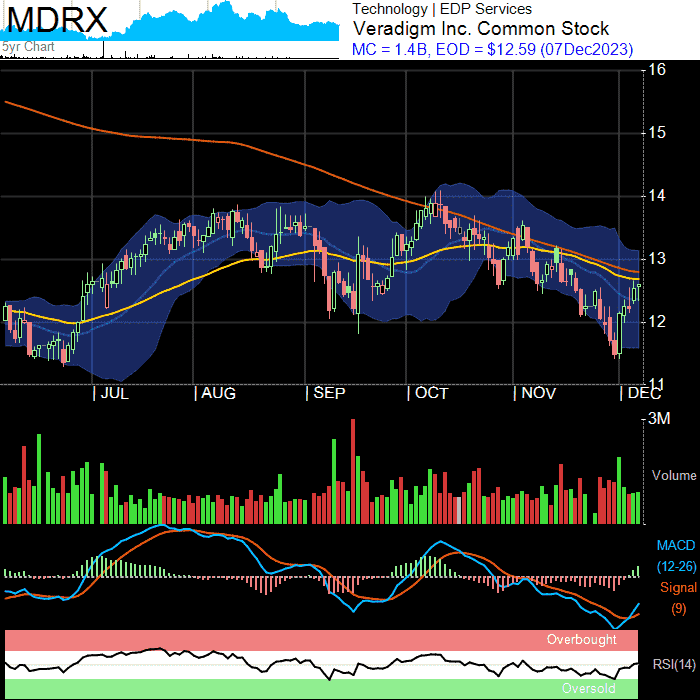 MDRX
5yr Chart
Technology | EDP Services
Veradigm Inc. Common Stock
MC = 1.4B, EOD = $12.59 (07Dec2023)
16
15
14
13
12
11
JUL AUG SEP OCT NOV DEC
3M
Volume
MACD
(12-26)
Signal
(9)
Overbought
RSI(14)
Oversold